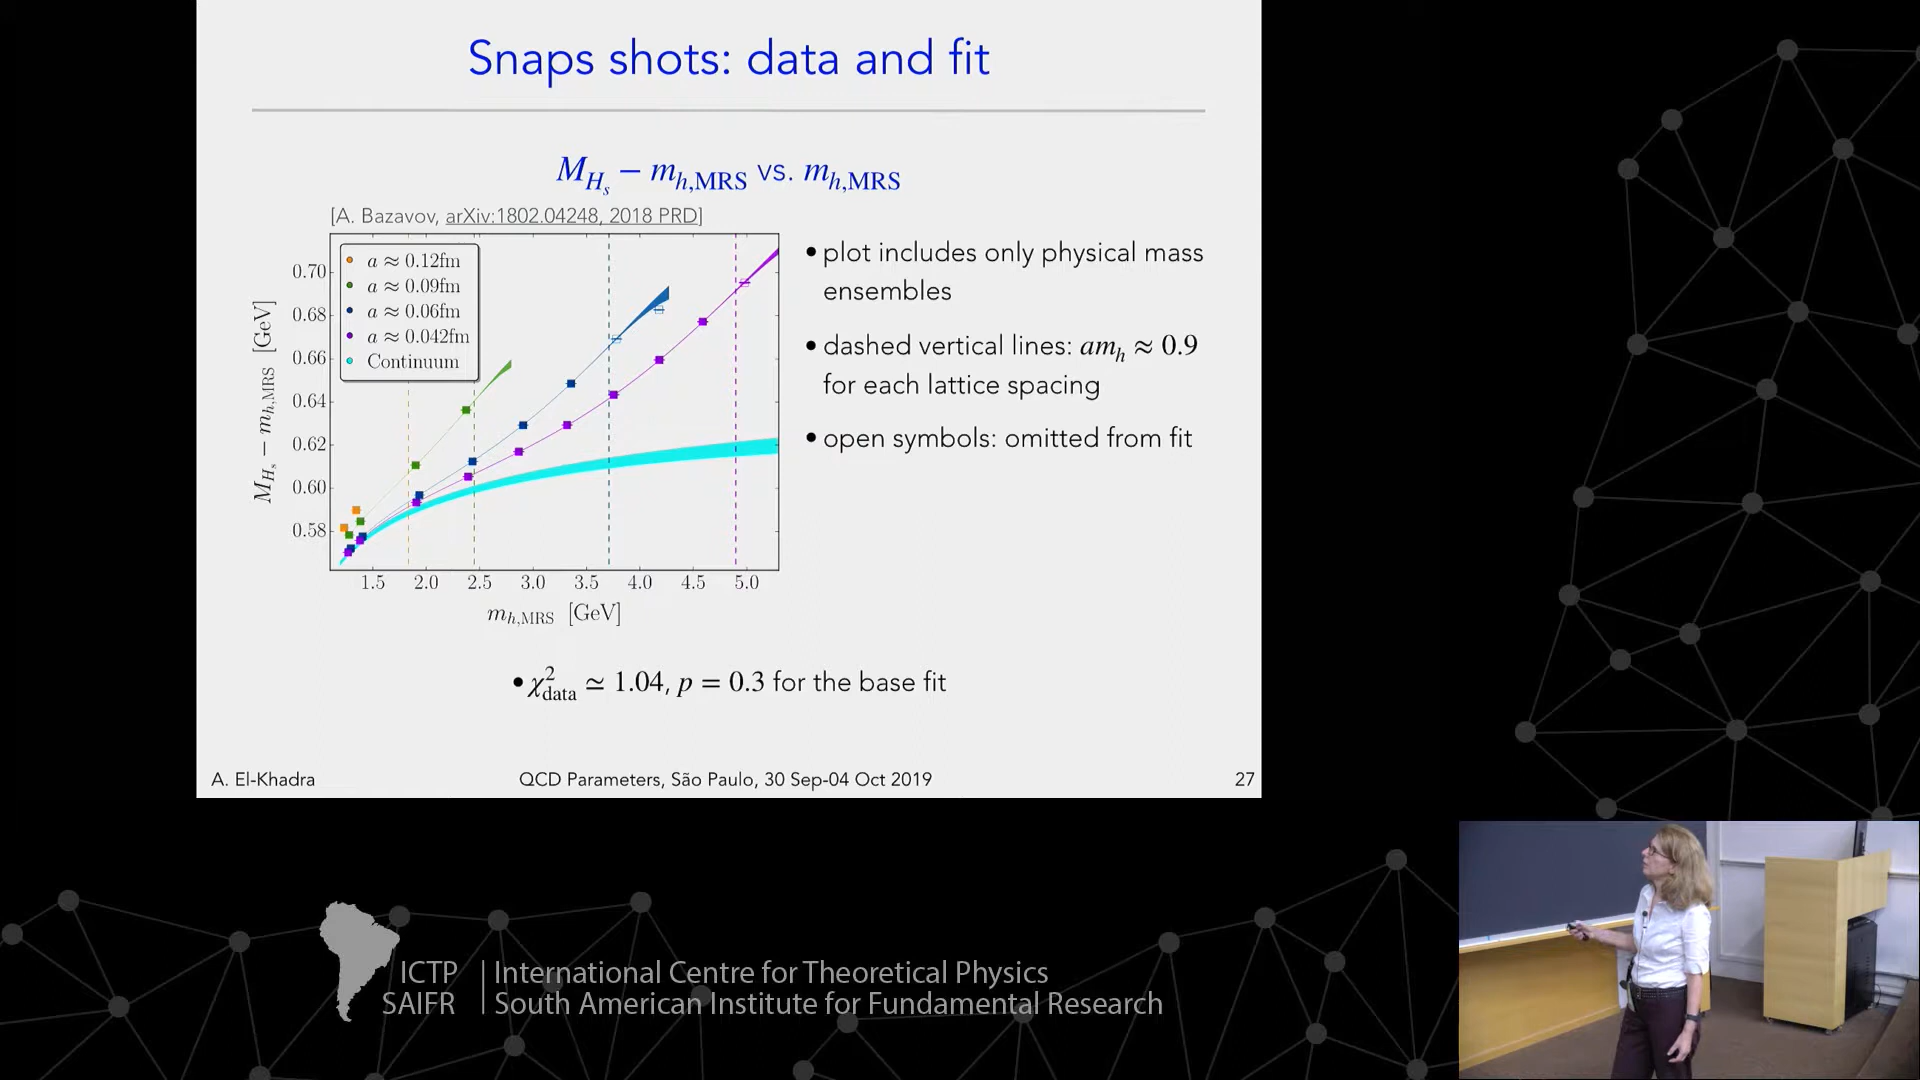 Snaps shots: data and fit
M_{H_s} − m_{h,MRS} vs. m_{h,MRS}
[A. Bazavov, arXiv:1802.04248, 2018 PRD]
a ≈ 0.12fm
a ≈ 0.09fm
a ≈ 0.06fm
a ≈ 0.042fm
Continuum
0.70
0.68
0.66
0.64
0.62
0.60
0.58
M_{H_s} − m_{h,MRS} [GeV]
1.5 2.0 2.5 3.0 3.5 4.0 4.5 5.0
m_{h,MRS} [GeV]
• plot includes only physical mass
ensembles
• dashed vertical lines: am_h ≈ 0.9
for each lattice spacing
• open symbols: omitted from fit
• χ²_{data} ≃ 1.04, p = 0.3 for the base fit
A. El-Khadra QCD Parameters, São Paulo, 30 Sep-04 Oct 2019 27
ICTP International Centre for Theoretical Physics
SAIFR South American Institute for Fundamental Research